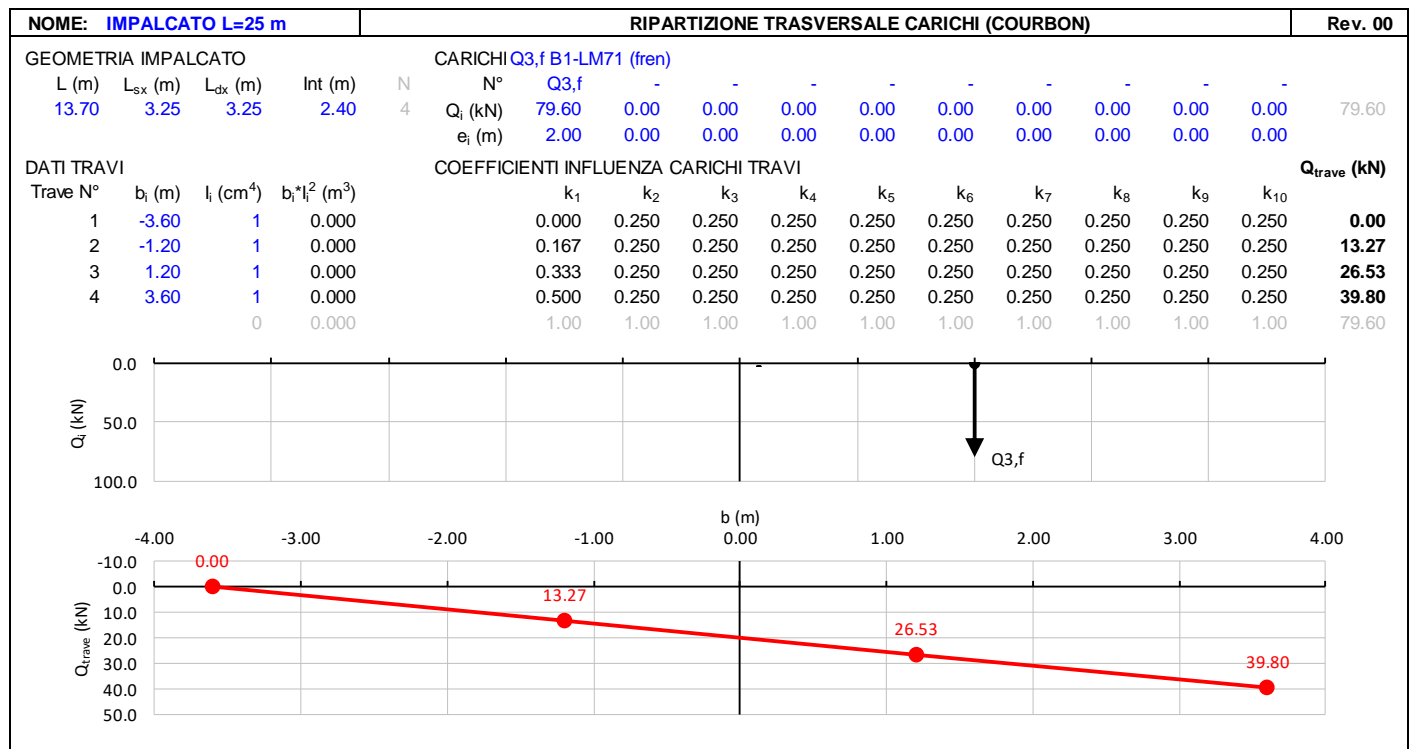 NOME: IMPALCATO L=25 m RIPARTIZIONE TRASVERSALE CARICHI (COURBON) Rev. 00
GEOMETRIA IMPALCATO CARICHI Q3,f B1-LM71 (fren)
L (m) Lsx (m) Ldx (m) Int (m) N N° Q3,f - - - - - - - - -
13.70 3.25 3.25 2.40 4 Qi (kN) 79.60 0.00 0.00 0.00 0.00 0.00 0.00 0.00 0.00 0.00 79.60
ei (m) 2.00 0.00 0.00 0.00 0.00 0.00 0.00 0.00 0.00 0.00
DATI TRAVI COEFFICIENTI INFLUENZA CARICHI TRAVI Qtrave (kN)
Trave N° bi (m) Ii (cm⁴) bi*Ii² (m³) k1 k2 k3 k4 k5 k6 k7 k8 k9 k10
1 -3.60 1 0.000 0.000 0.250 0.250 0.250 0.250 0.250 0.250 0.250 0.250 0.250 0.00
2 -1.20 1 0.000 0.167 0.250 0.250 0.250 0.250 0.250 0.250 0.250 0.250 0.250 13.27
3 1.20 1 0.000 0.333 0.250 0.250 0.250 0.250 0.250 0.250 0.250 0.250 0.250 26.53
4 3.60 1 0.000 0.500 0.250 0.250 0.250 0.250 0.250 0.250 0.250 0.250 0.250 39.80
0 0.000 1.00 1.00 1.00 1.00 1.00 1.00 1.00 1.00 1.00 1.00 79.60
0.0
-
50.0
Qi (kN)
Q3,f
100.0
b (m)
-4.00 -3.00 -2.00 -1.00 0.00 1.00 2.00 3.00 4.00
-10.0
0.00
0.0
13.27
10.0
Qtrave (kN)
20.0
26.53
30.0
39.80
40.0
50.0